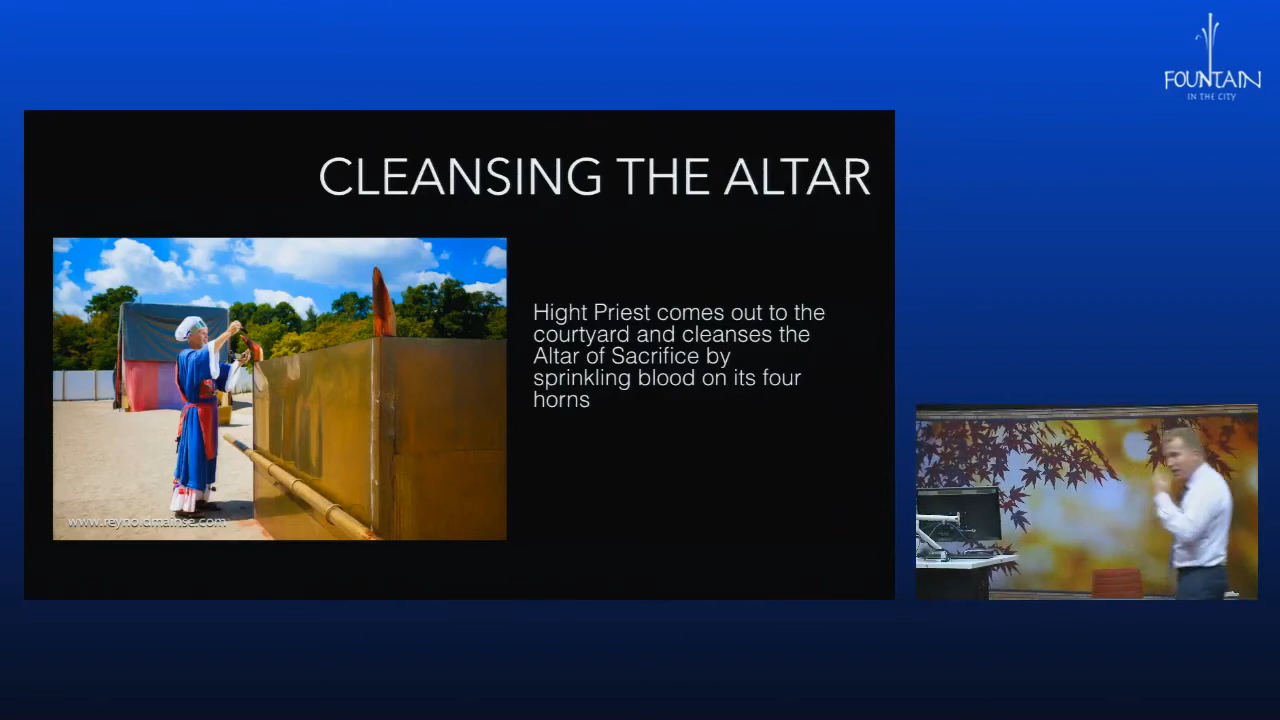 FOUNTAIN
IN THE CITY
CLEANSING THE ALTAR
Hight Priest comes out to the
courtyard and cleanses the
Altar of Sacrifice by
sprinkling blood on its four
horns
www.reynoldmainse.com